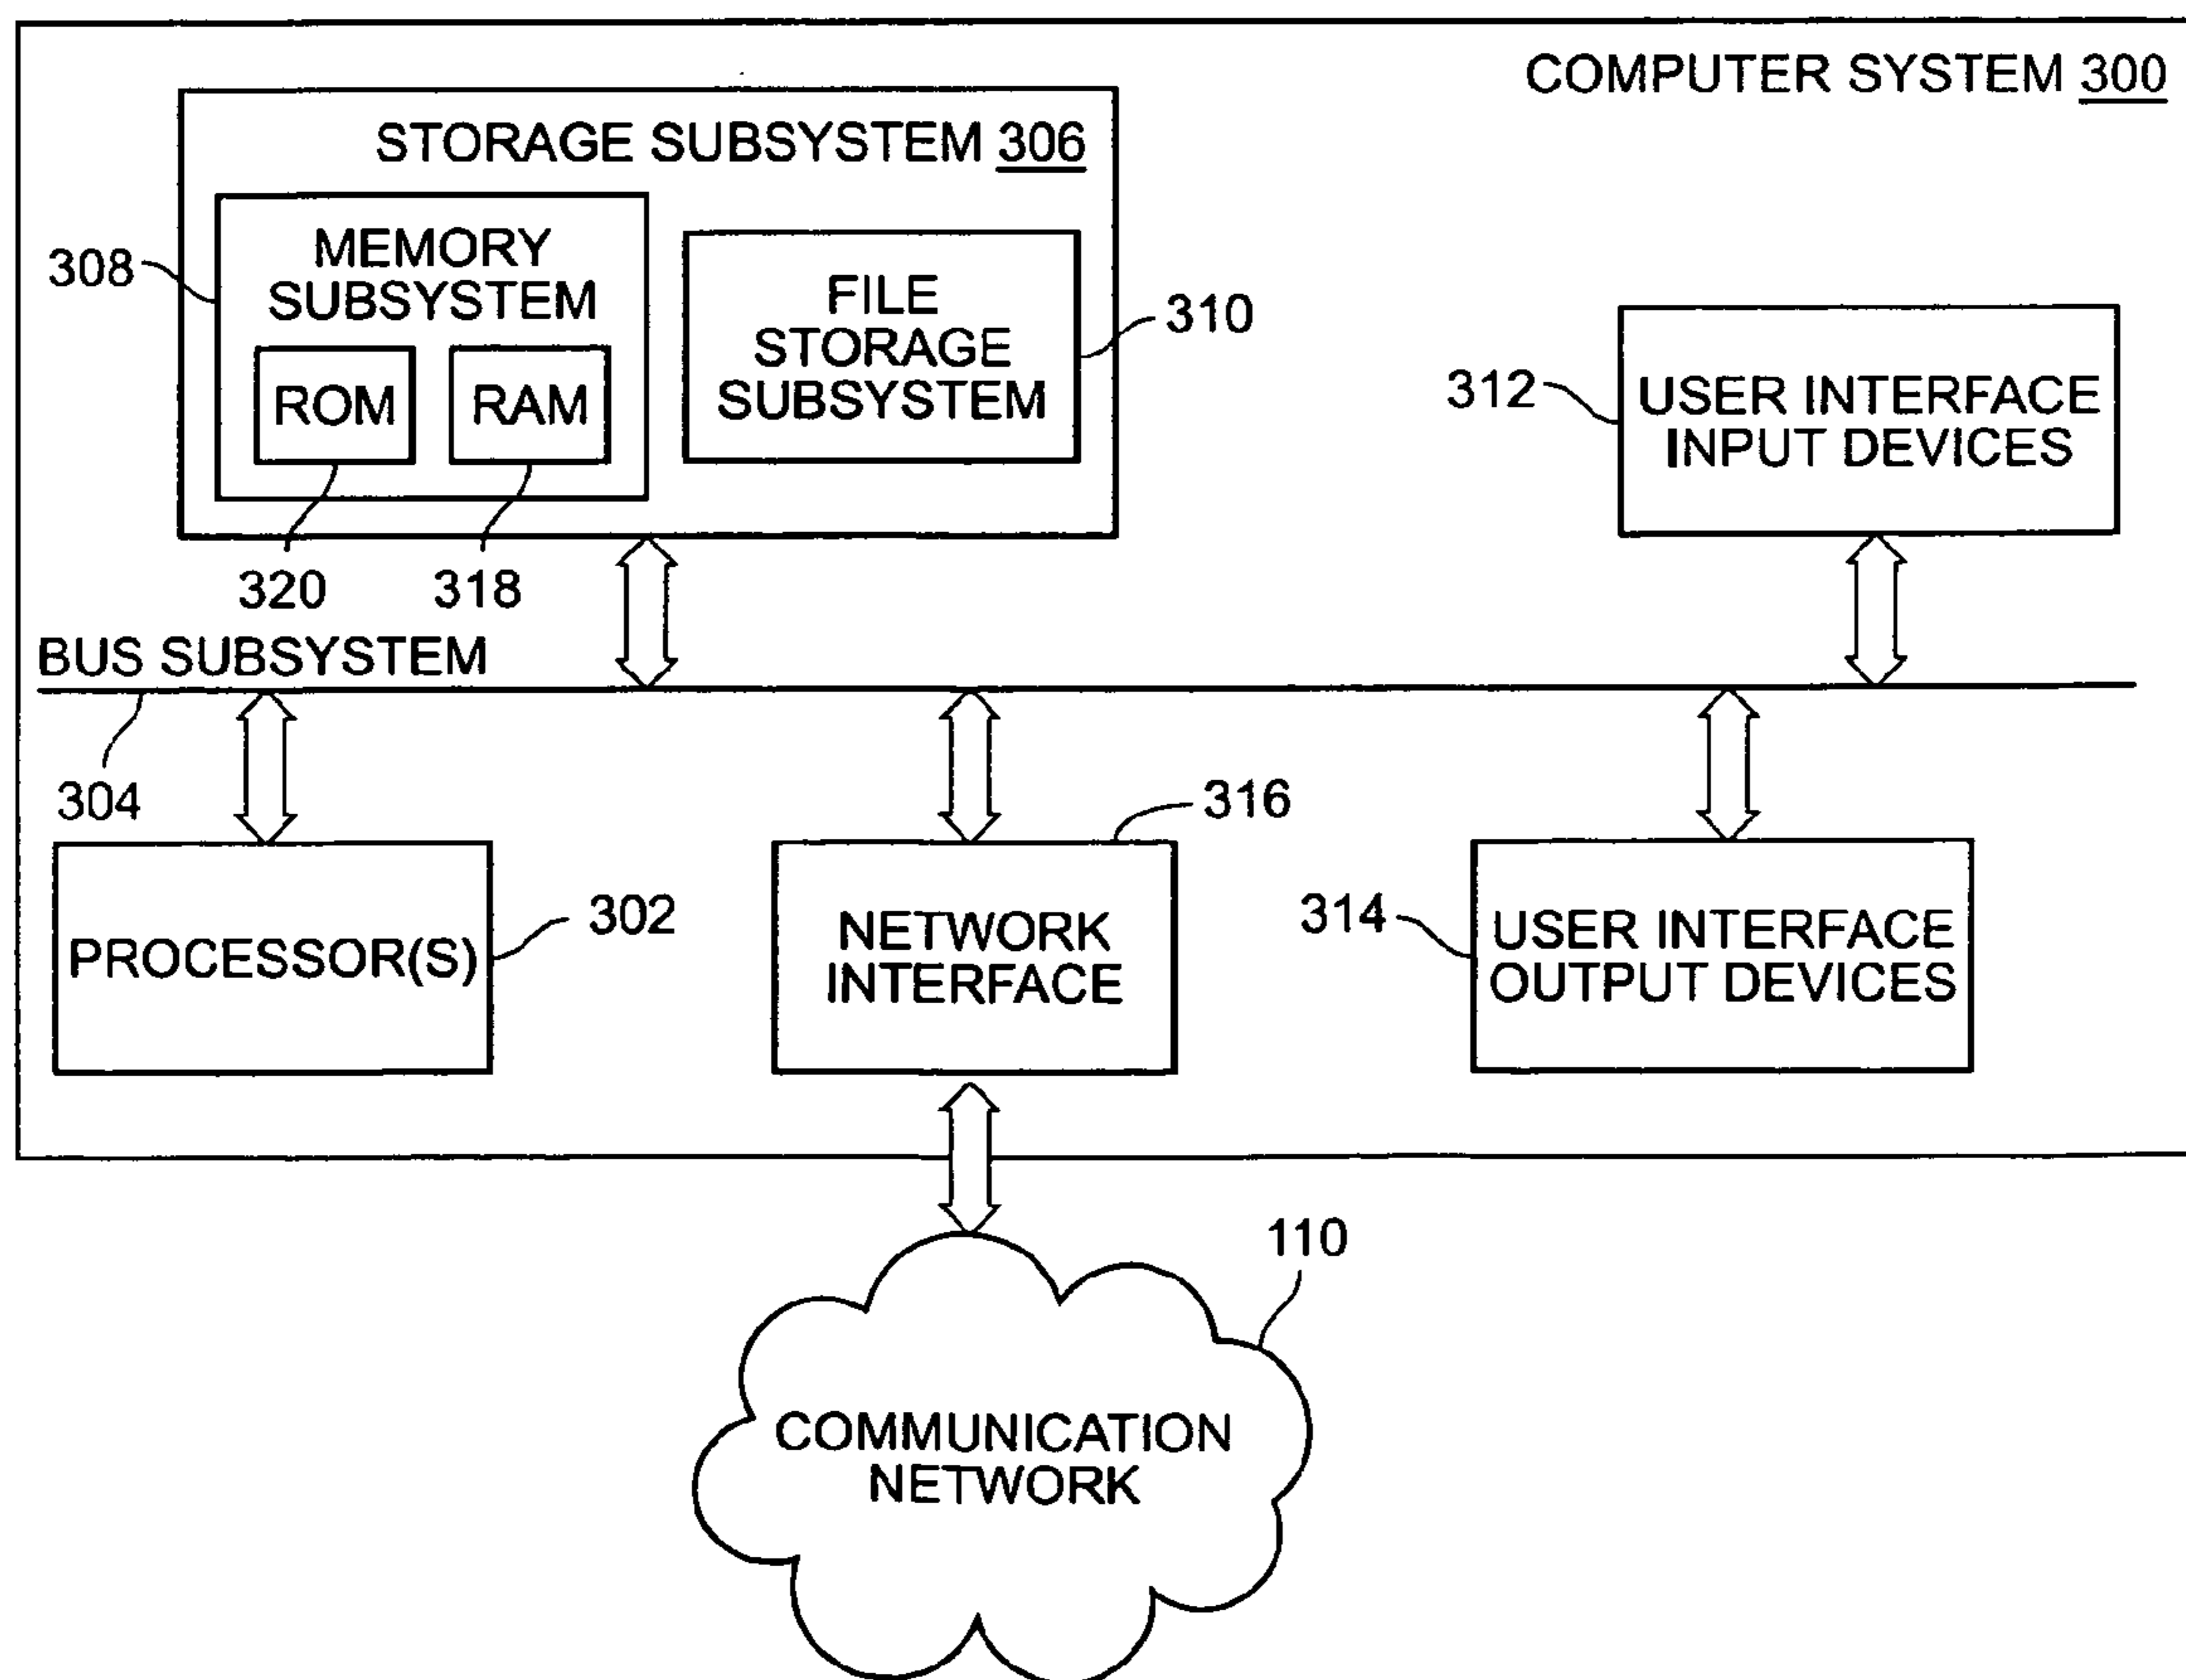 COMPUTER SYSTEM 300
STORAGE SUBSYSTEM 306
308
MEMORY
SUBSYSTEM
ROM
RAM
FILE
STORAGE
SUBSYSTEM
310
312
USER INTERFACE
INPUT DEVICES
320
318
BUS SUBSYSTEM
304
PROCESSOR(S)
302
NETWORK
INTERFACE
316
314
USER INTERFACE
OUTPUT DEVICES
110
COMMUNICATION
NETWORK